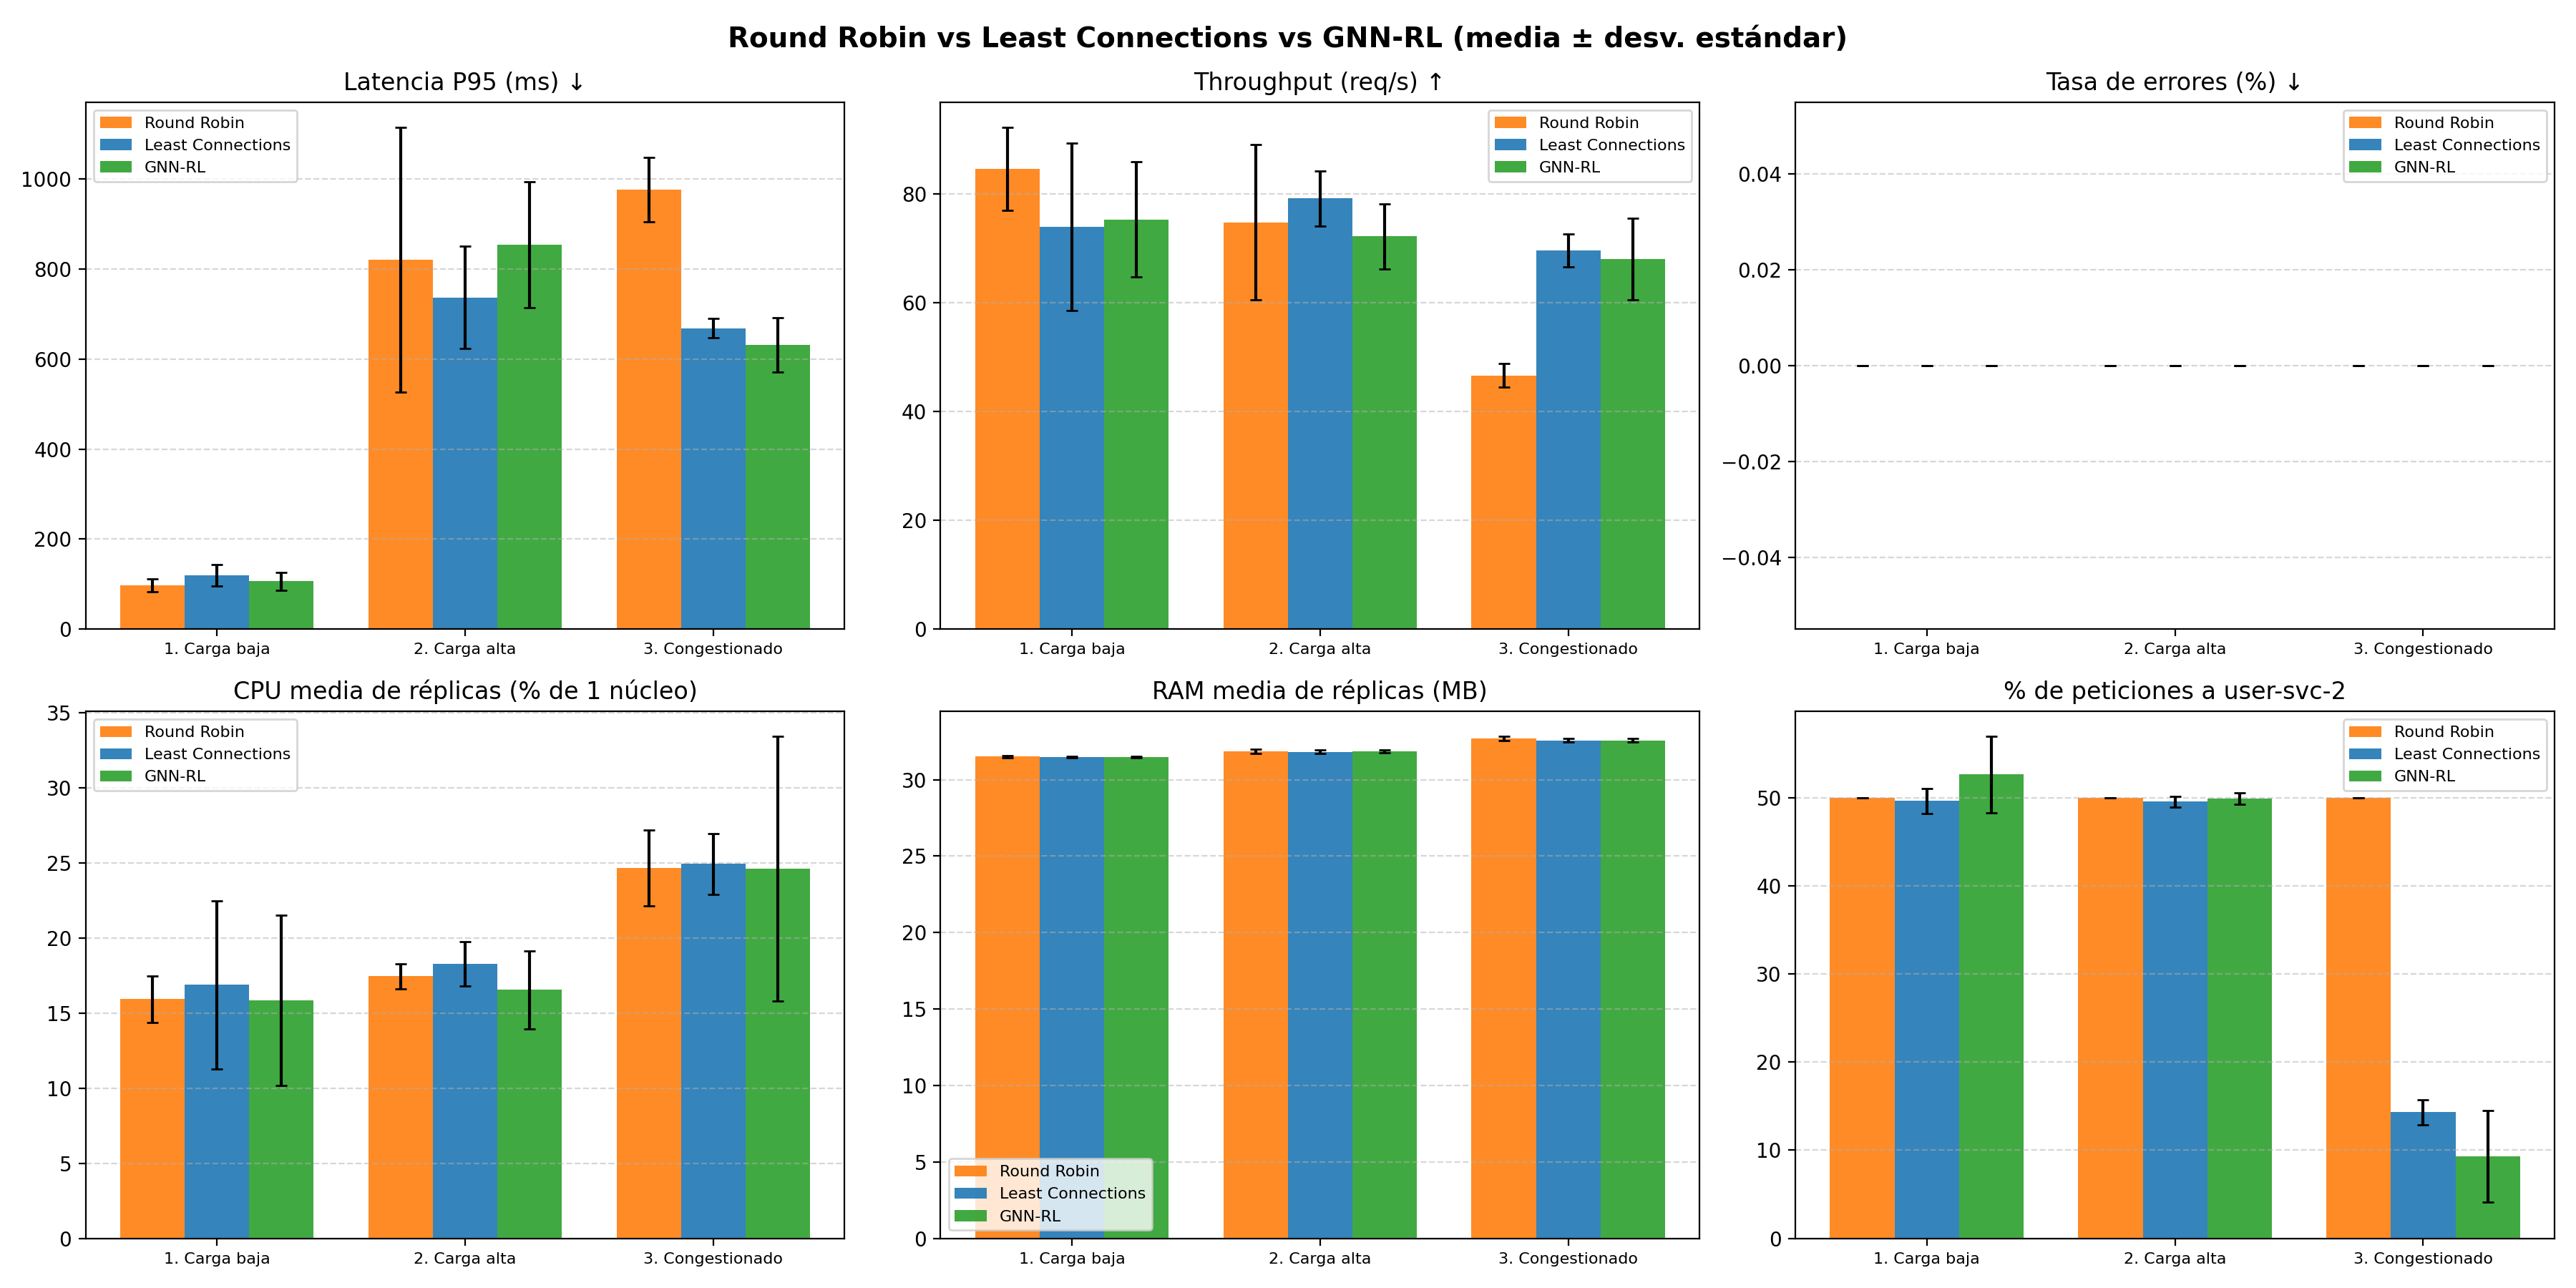 Round Robin vs Least Connections vs GNN-RL (media ± desv. estándar)
Latencia P95 (ms) ↓
1000
800
600
400
200
0
Round Robin
Least Connections
GNN-RL
1. Carga baja
2. Carga alta
3. Congestionado
Throughput (req/s) ↑
80
60
40
20
0
Round Robin
Least Connections
GNN-RL
1. Carga baja
2. Carga alta
3. Congestionado
Tasa de errores (%) ↓
0.04
0.02
0.00
−0.02
−0.04
Round Robin
Least Connections
GNN-RL
1. Carga baja
2. Carga alta
3. Congestionado
CPU media de réplicas (% de 1 núcleo)
35
30
25
20
15
10
5
0
Round Robin
Least Connections
GNN-RL
1. Carga baja
2. Carga alta
3. Congestionado
RAM media de réplicas (MB)
30
25
20
15
10
5
0
Round Robin
Least Connections
GNN-RL
1. Carga baja
2. Carga alta
3. Congestionado
% de peticiones a user-svc-2
50
40
30
20
10
0
Round Robin
Least Connections
GNN-RL
1. Carga baja
2. Carga alta
3. Congestionado